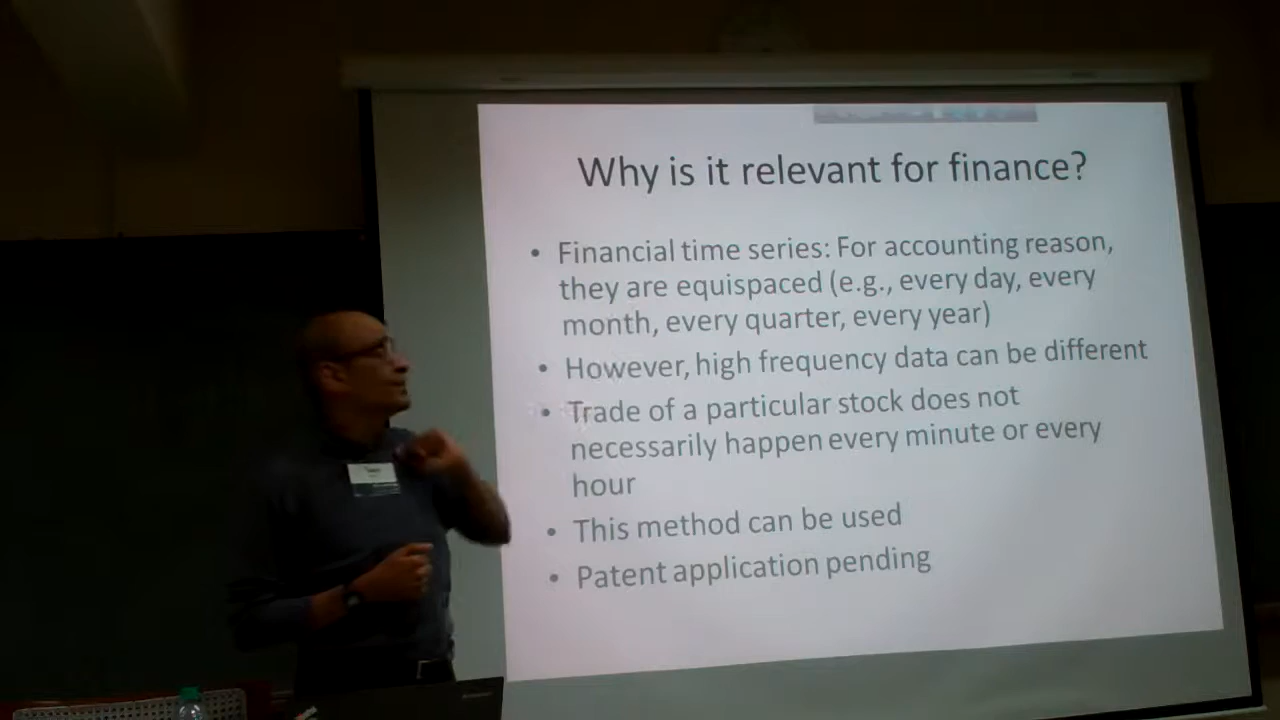 Why is it relevant for finance?
• Financial time series: For accounting reason,
they are equispaced (e.g., every day, every
month, every quarter, every year)
• However, high frequency data can be different
• Trade of a particular stock does not
necessarily happen every minute or every
hour
• This method can be used
• Patent application pending